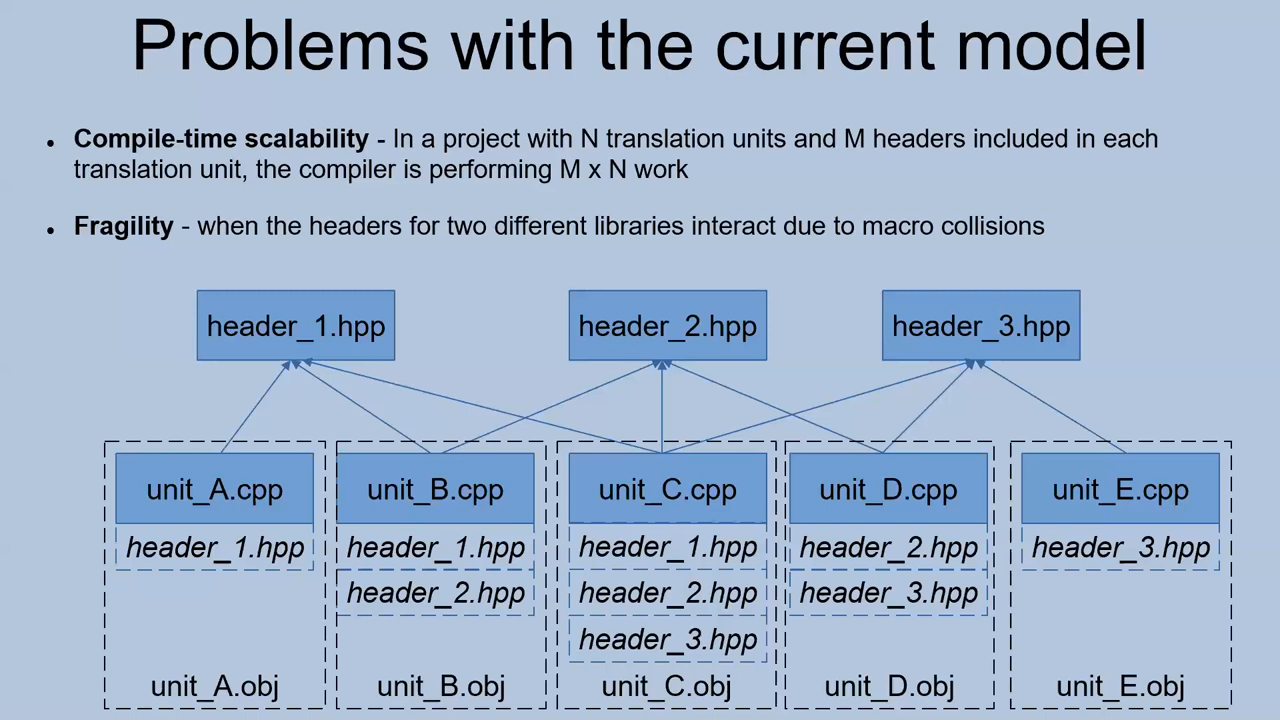 Problems with the current model
• Compile-time scalability - In a project with N translation units and M headers included in each
translation unit, the compiler is performing M x N work
• Fragility - when the headers for two different libraries interact due to macro collisions
header_1.hpp
header_2.hpp
header_3.hpp
unit_A.cpp
header_1.hpp
unit_A.obj
unit_B.cpp
header_1.hpp
header_2.hpp
unit_B.obj
unit_C.cpp
header_1.hpp
header_2.hpp
header_3.hpp
unit_C.obj
unit_D.cpp
header_2.hpp
header_3.hpp
unit_D.obj
unit_E.cpp
header_3.hpp
unit_E.obj